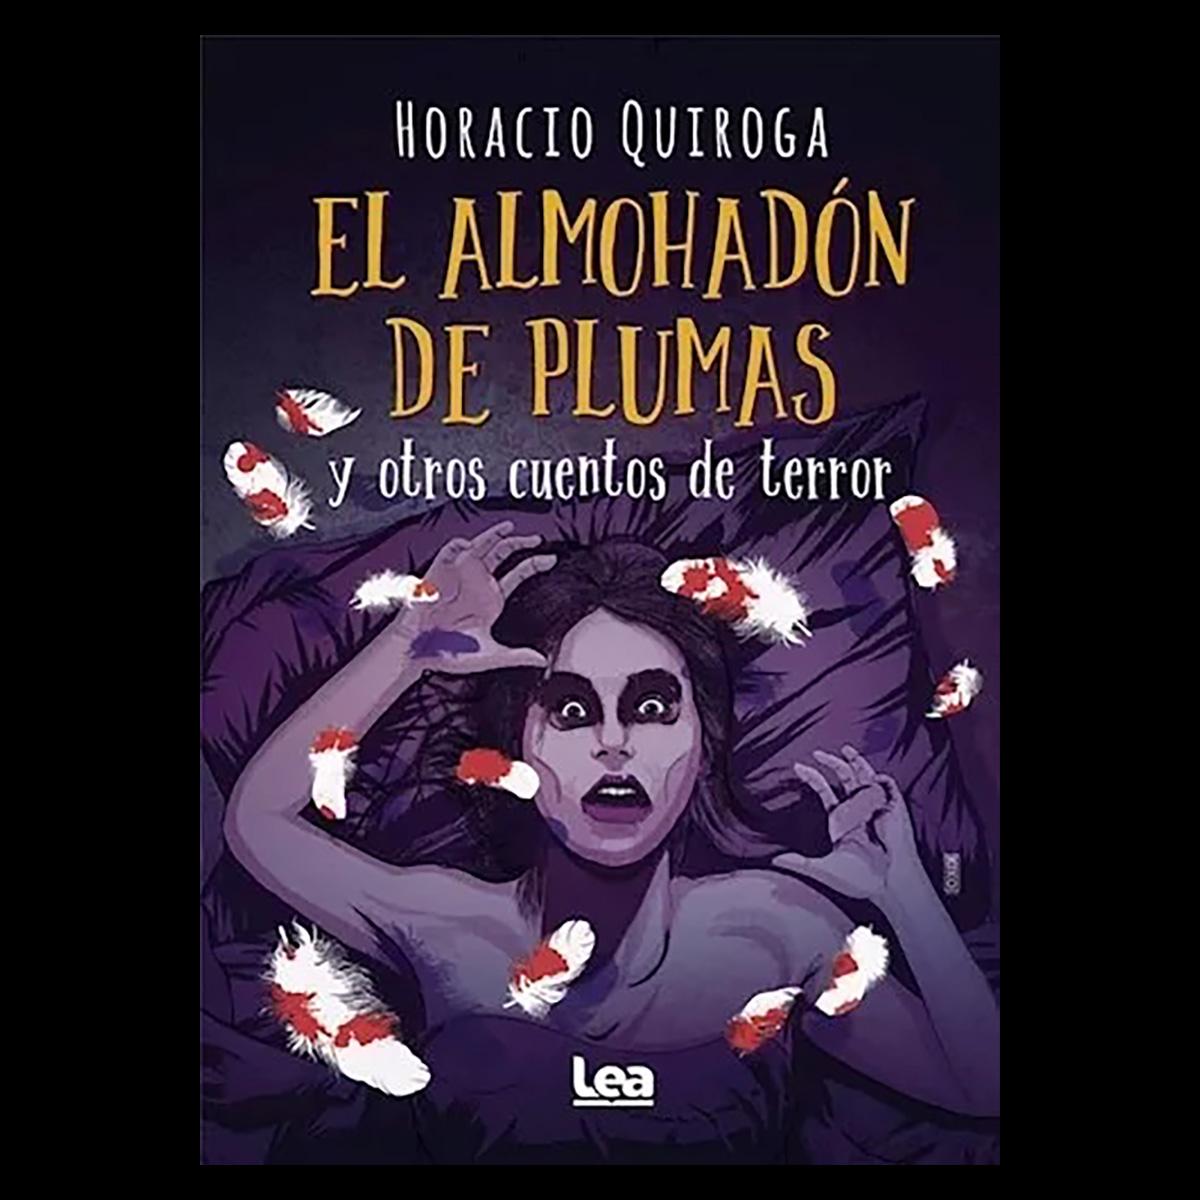 HORACIO QUIROGA
EL ALMOHADÓN
DE PLUMAS
y otros cuentos de terror
Lea